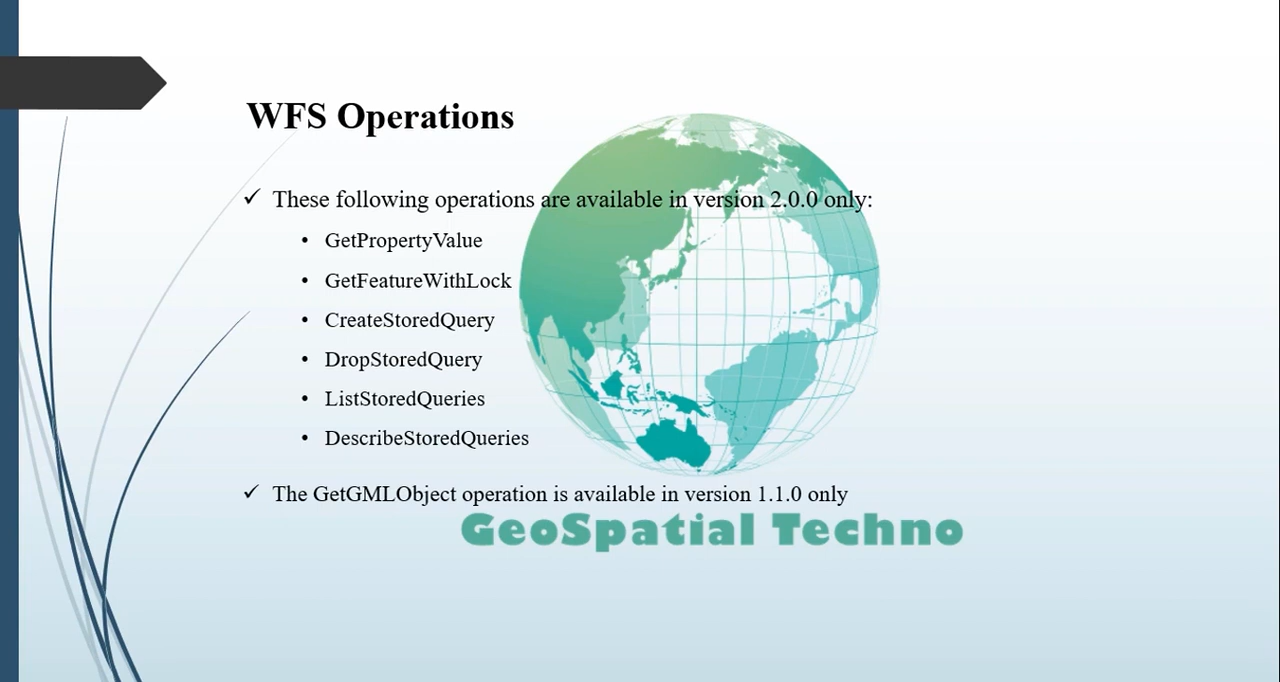 WFS Operations
✓ These following operations are available in version 2.0.0 only:
• GetPropertyValue
• GetFeatureWithLock
• CreateStoredQuery
• DropStoredQuery
• ListStoredQueries
• DescribeStoredQueries
✓ The GetGMLObject operation is available in version 1.1.0 only
GeoSpatial Techno